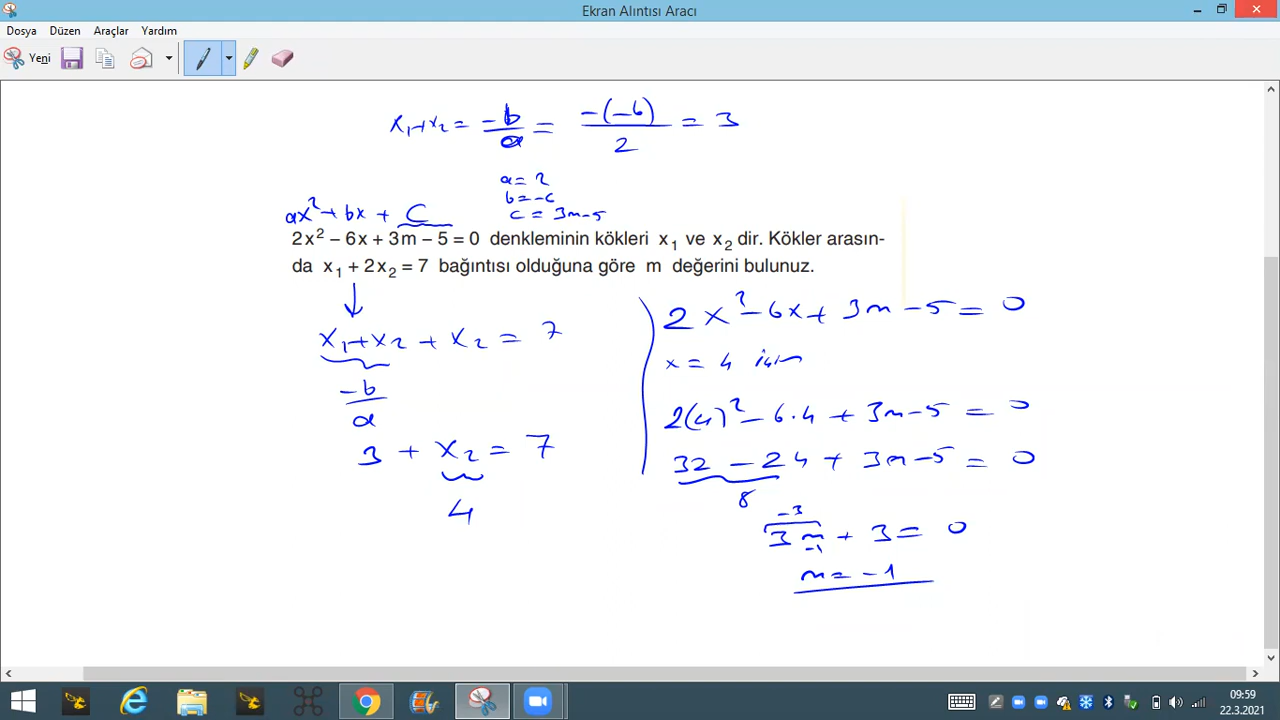 Ekran Alıntısı Aracı
Dosya Düzen Araçlar Yardım
Yeni
x₁+x₂ = -b/a = -(-6)/2 = 3
a = 2
b = -c
c = 3m-5
ax² + bx + C
2x² − 6x + 3m − 5 = 0 denkleminin kökleri x₁ ve x₂ dir. Kökler arasın-
da x₁ + 2x₂ = 7 bağıntısı olduğuna göre m değerini bulunuz.
x₁+x₂ + x₂ = 7
-b/a
3 + x₂ = 7
4
2x² - 6x + 3m - 5 = 0
x = 4 için
2(4)² - 6·4 + 3m - 5 = 0
32 - 24 + 3m - 5 = 0
8
-3
3m + 3 = 0
-1
m = -1
09:59
22.3.2021